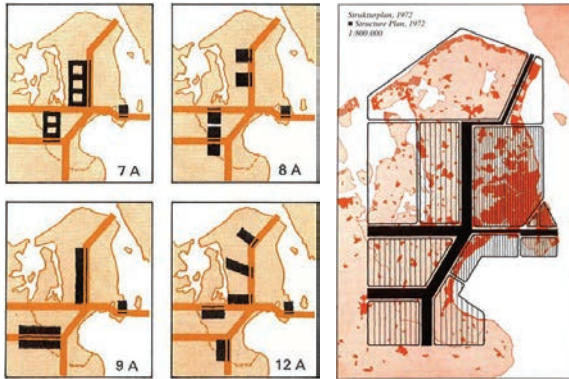 7 A
8 A
9 A
12 A
Strukturplan, 1972
■ Structure Plan, 1972
1:800.000